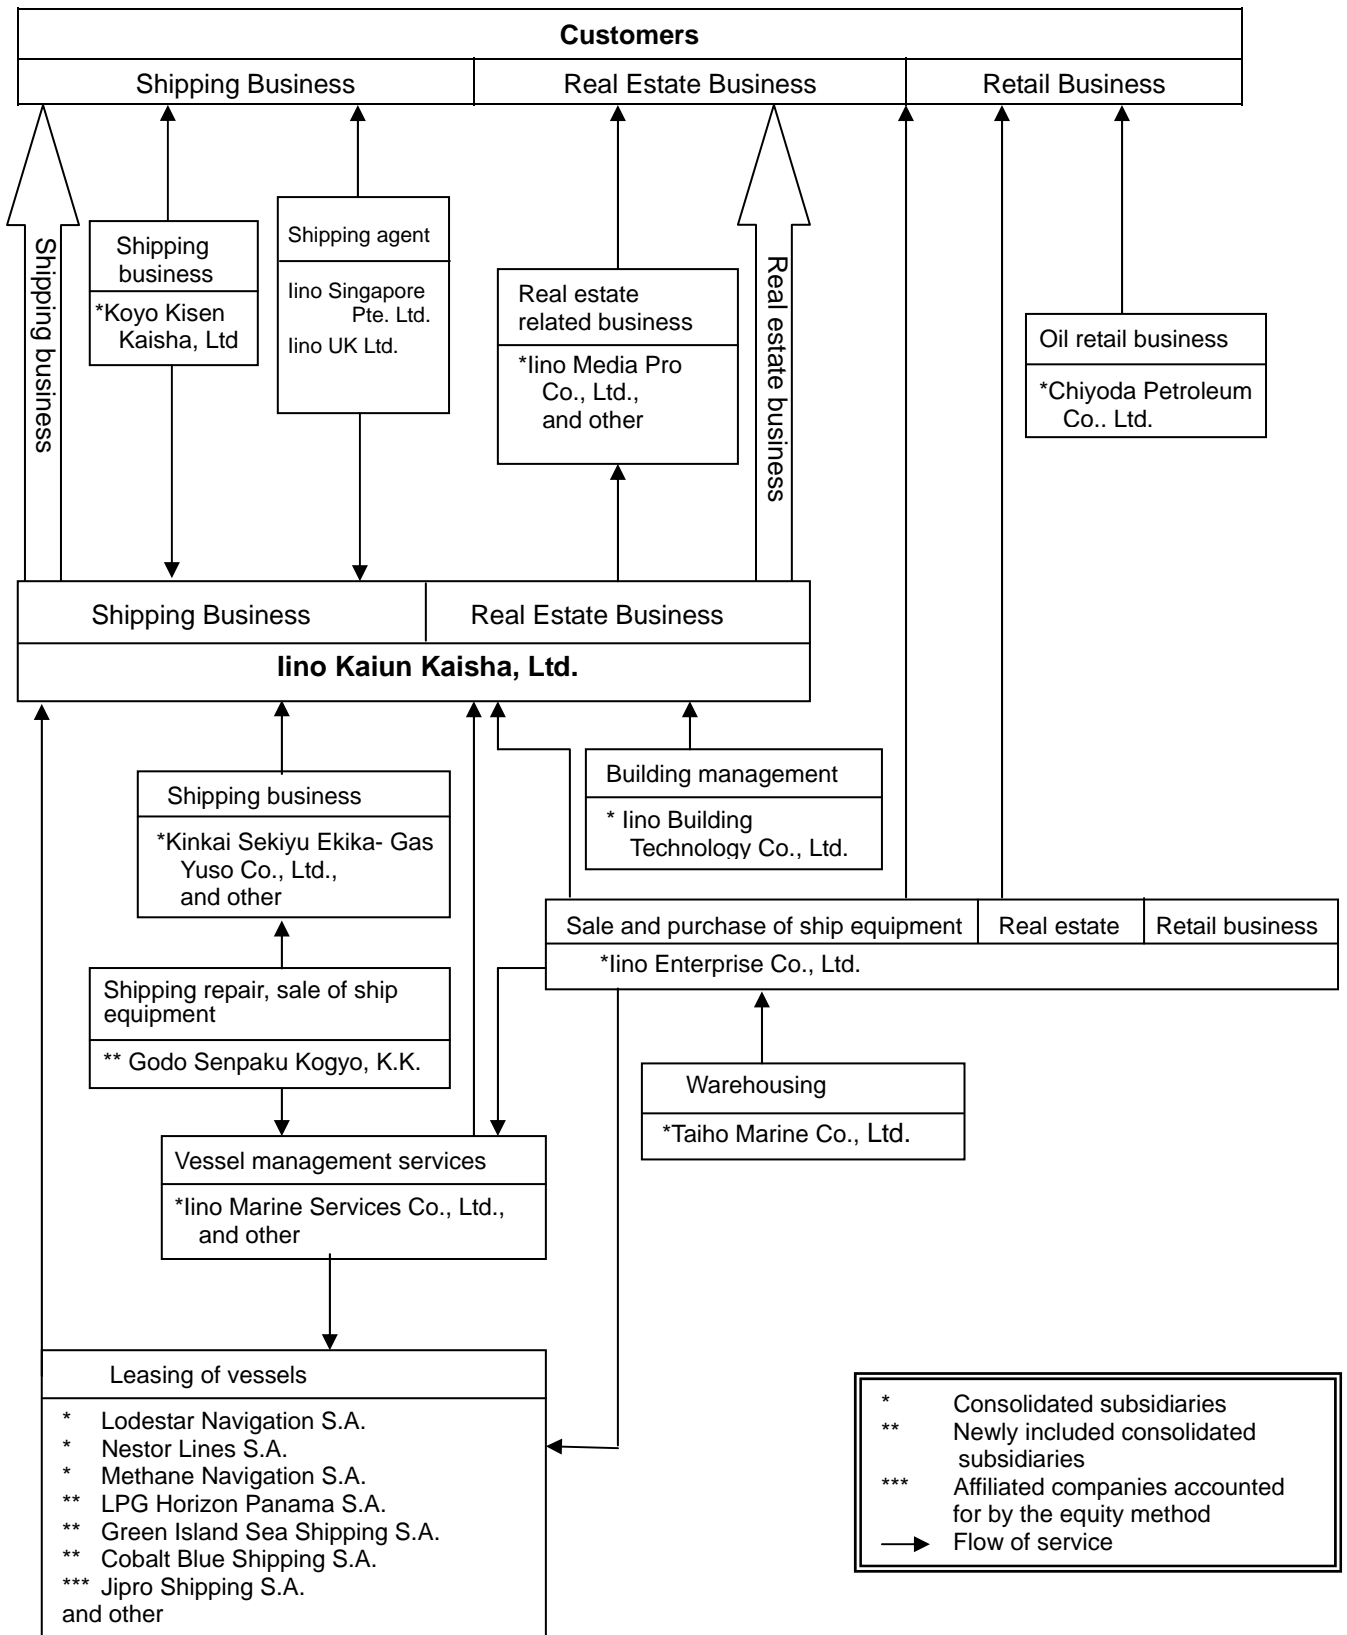 Customers
Shipping Business
Real Estate Business
Retail Business
Shipping business
Shipping
business
*Koyo Kisen
Kaisha, Ltd
Shipping agent
Iino Singapore
Pte. Ltd.
Iino UK Ltd.
Real estate
related business
*Iino Media Pro
Co., Ltd.,
and other
Real estate business
Oil retail business
*Chiyoda Petroleum
Co.. Ltd.
Shipping Business
Real Estate Business
Iino Kaiun Kaisha, Ltd.
Shipping business
*Kinkai Sekiyu Ekika- Gas
Yuso Co., Ltd.,
and other
Building management
* Iino Building
Technology Co., Ltd.
Sale and purchase of ship equipment
Real estate
Retail business
*Iino Enterprise Co., Ltd.
Shipping repair, sale of ship
equipment
** Godo Senpaku Kogyo, K.K.
Warehousing
*Taiho Marine Co., Ltd.
Vessel management services
*Iino Marine Services Co., Ltd.,
and other
Leasing of vessels
* Lodestar Navigation S.A.
* Nestor Lines S.A.
* Methane Navigation S.A.
** LPG Horizon Panama S.A.
** Green Island Sea Shipping S.A.
** Cobalt Blue Shipping S.A.
*** Jipro Shipping S.A.
and other
* Consolidated subsidiaries
** Newly included consolidated
subsidiaries
*** Affiliated companies accounted
for by the equity method
Flow of service